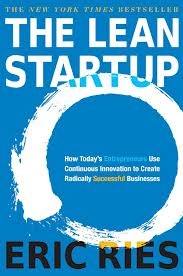 THE NEW YORK TIMES BESTSELLER
THE LEAN
STARTUP
How Today's Entrepreneurs Use
Continuous Innovation to Create
Radically Successful Businesses
ERIC RIES